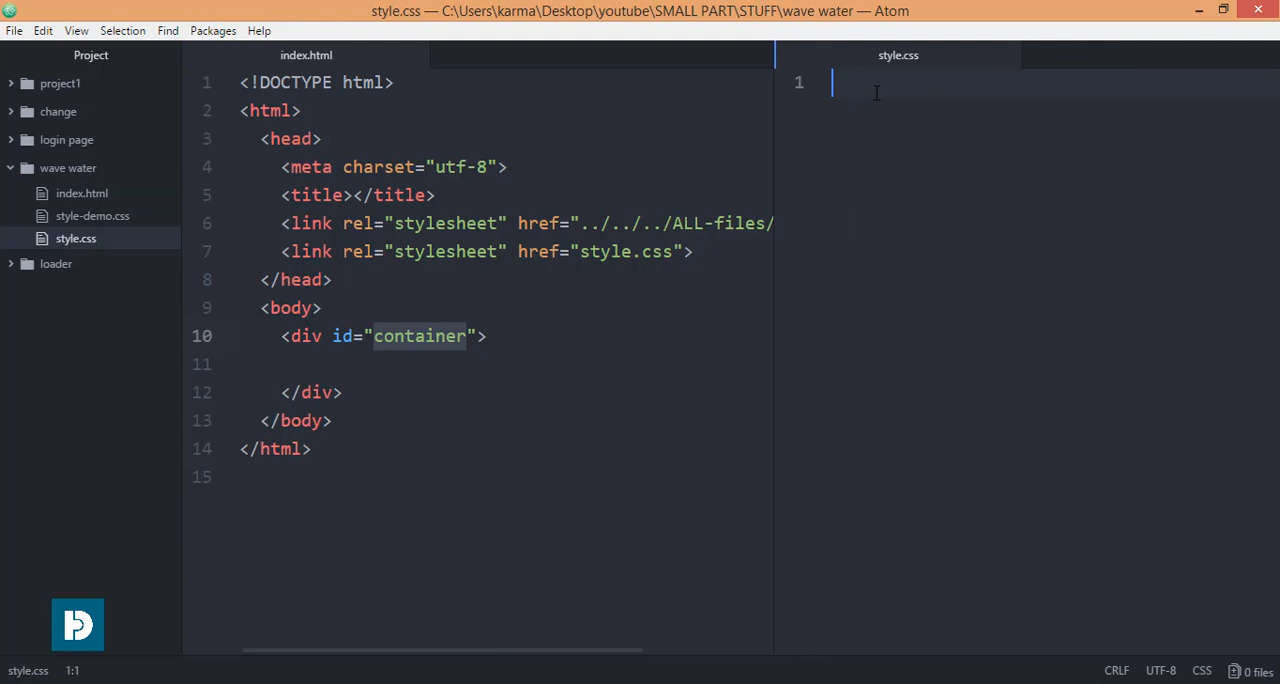 style.css — C:\Users\karma\Desktop\youtube\SMALL PART\STUFF\wave water — Atom
File Edit View Selection Find Packages Help
Project
project1
change
login page
wave water
index.html
style-demo.css
style.css
loader
index.html
1 <!DOCTYPE html>
2 <html>
3 <head>
4 <meta charset="utf-8">
5 <title></title>
6 <link rel="stylesheet" href="../../../ALL-files/
7 <link rel="stylesheet" href="style.css">
8 </head>
9 <body>
10 <div id="container">
11
12 </div>
13 </body>
14 </html>
15
style.css
1
style.css 1:1 CRLF UTF-8 CSS 0 files